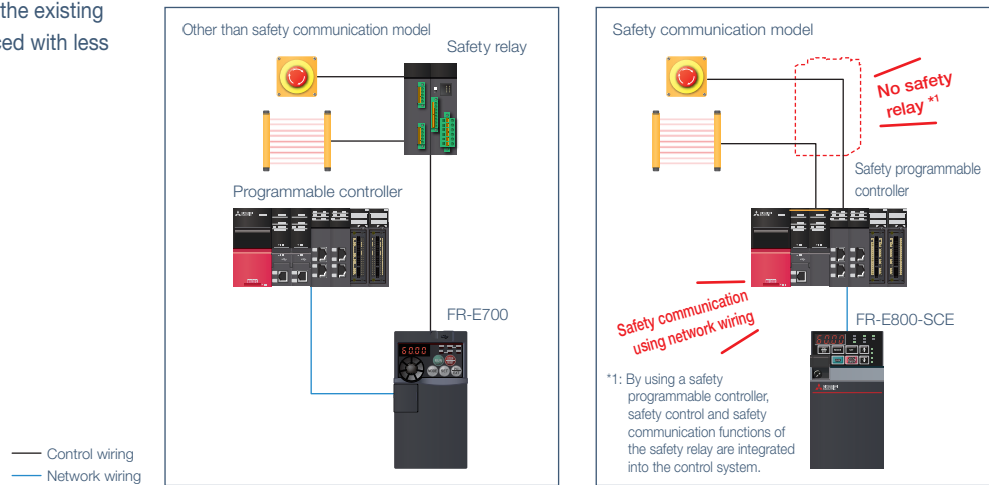 the existing
ced with less
Other than safety communication model
Safety relay
Programmable controller
FR-E700
Control wiring
Network wiring
Safety communication model
No safety
relay *1
Safety programmable
controller
Safety communication
using network wiring
FR-E800-SCE
*1: By using a safety
programmable controller,
safety control and safety
communication functions of
the safety relay are integrated
into the control system.